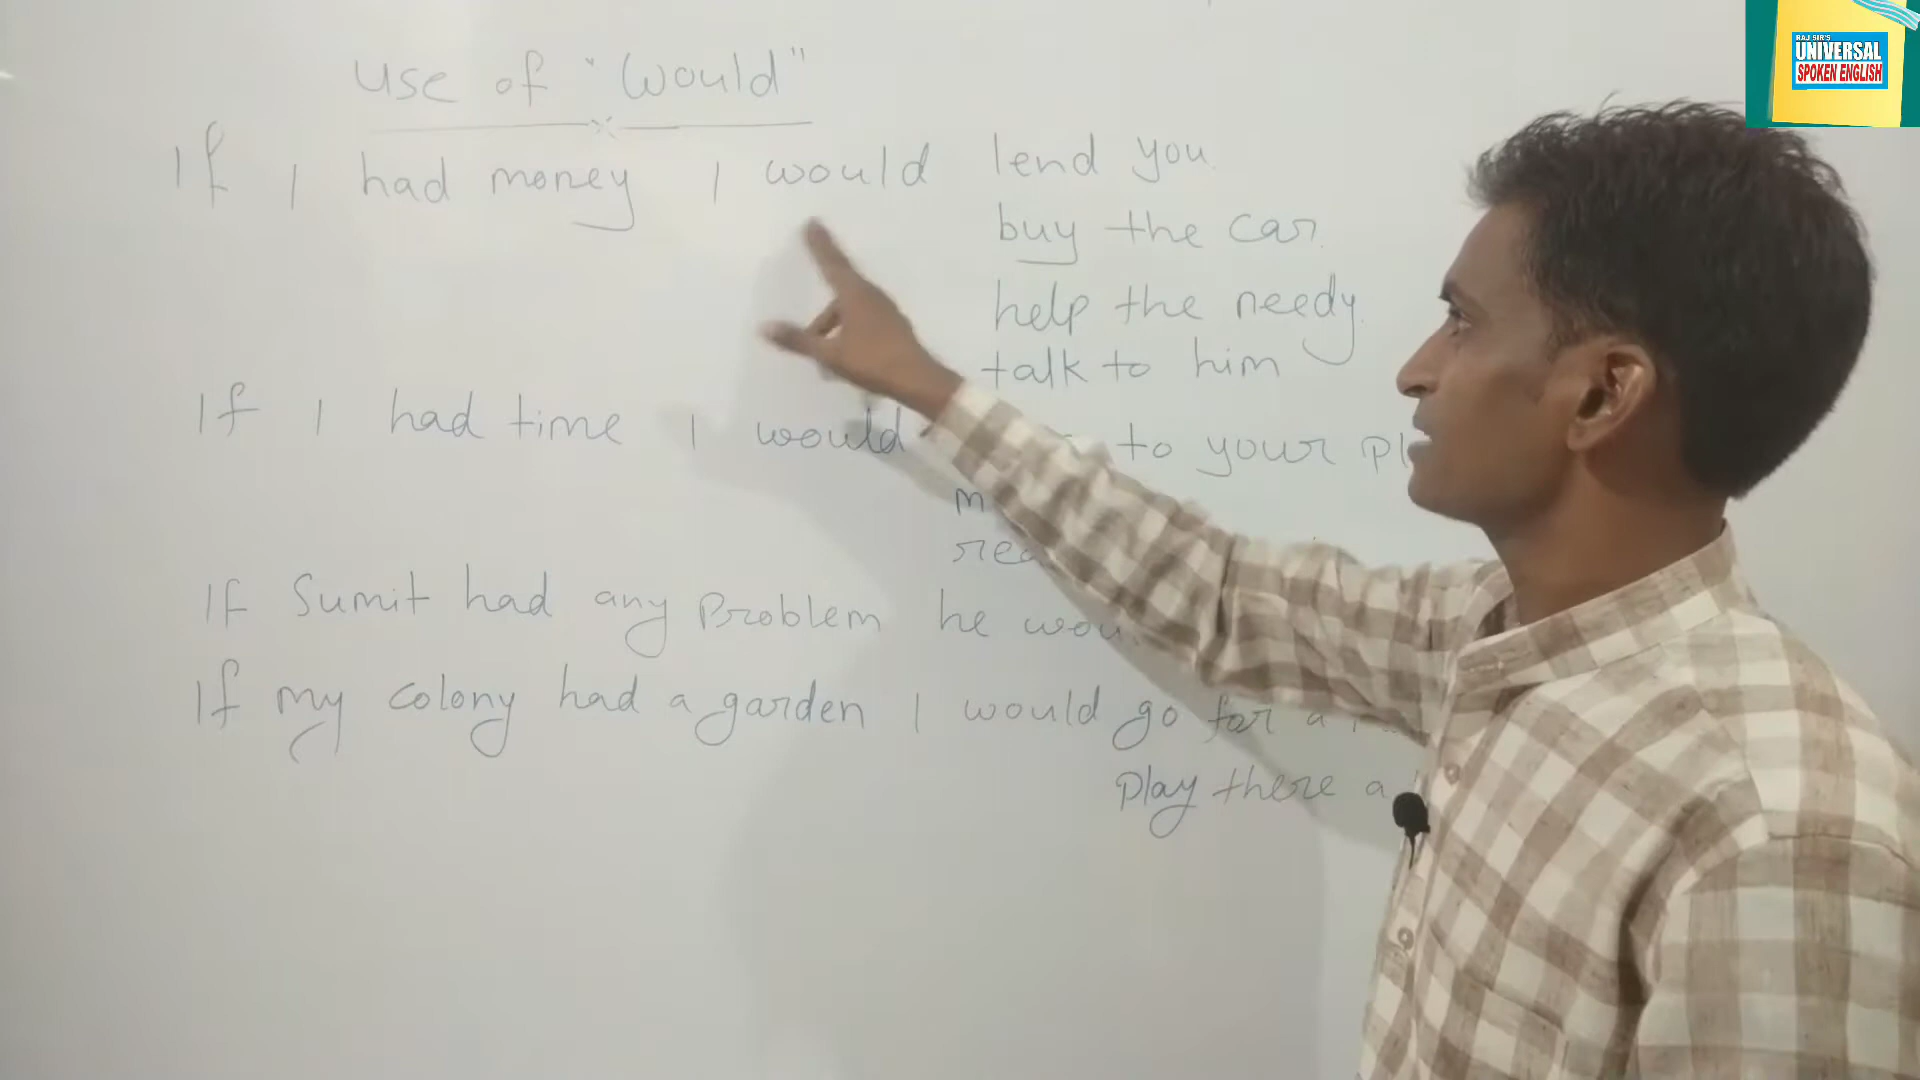 use of "Would"
If I had money I would lend you.
buy the car.
help the needy
talk to him
If I had time I would to your
If Sumit had any Problem he
If my colony had a garden I would go for a
Play there a
RAJ SIR'S
UNIVERSAL
SPOKEN ENGLISH